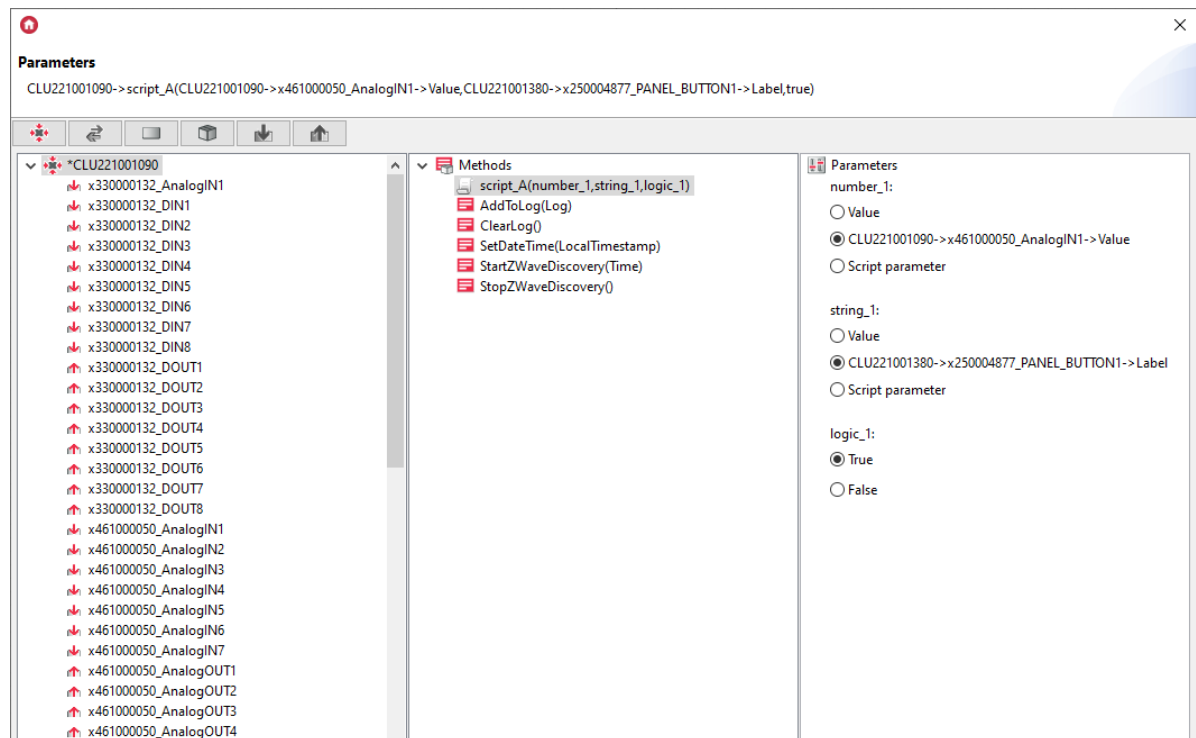 Parameters
CLU221001090->script_A(CLU221001090->x461000050_AnalogIN1->Value,CLU221001380->x250004877_PANEL_BUTTON1->Label,true)
*CLU221001090
x330000132_AnalogIN1
x330000132_DIN1
x330000132_DIN2
x330000132_DIN3
x330000132_DIN4
x330000132_DIN5
x330000132_DIN6
x330000132_DIN7
x330000132_DIN8
x330000132_DOUT1
x330000132_DOUT2
x330000132_DOUT3
x330000132_DOUT4
x330000132_DOUT5
x330000132_DOUT6
x330000132_DOUT7
x330000132_DOUT8
x461000050_AnalogIN1
x461000050_AnalogIN2
x461000050_AnalogIN3
x461000050_AnalogIN4
x461000050_AnalogIN5
x461000050_AnalogIN6
x461000050_AnalogIN7
x461000050_AnalogOUT1
x461000050_AnalogOUT2
x461000050_AnalogOUT3
x461000050_AnalogOUT4
Methods
script_A(number_1,string_1,logic_1)
AddToLog(Log)
ClearLog()
SetDateTime(LocalTimestamp)
StartZWaveDiscovery(Time)
StopZWaveDiscovery()
Parameters
number_1:
Value
CLU221001090->x461000050_AnalogIN1->Value
Script parameter
string_1:
Value
CLU221001380->x250004877_PANEL_BUTTON1->Label
Script parameter
logic_1:
True
False